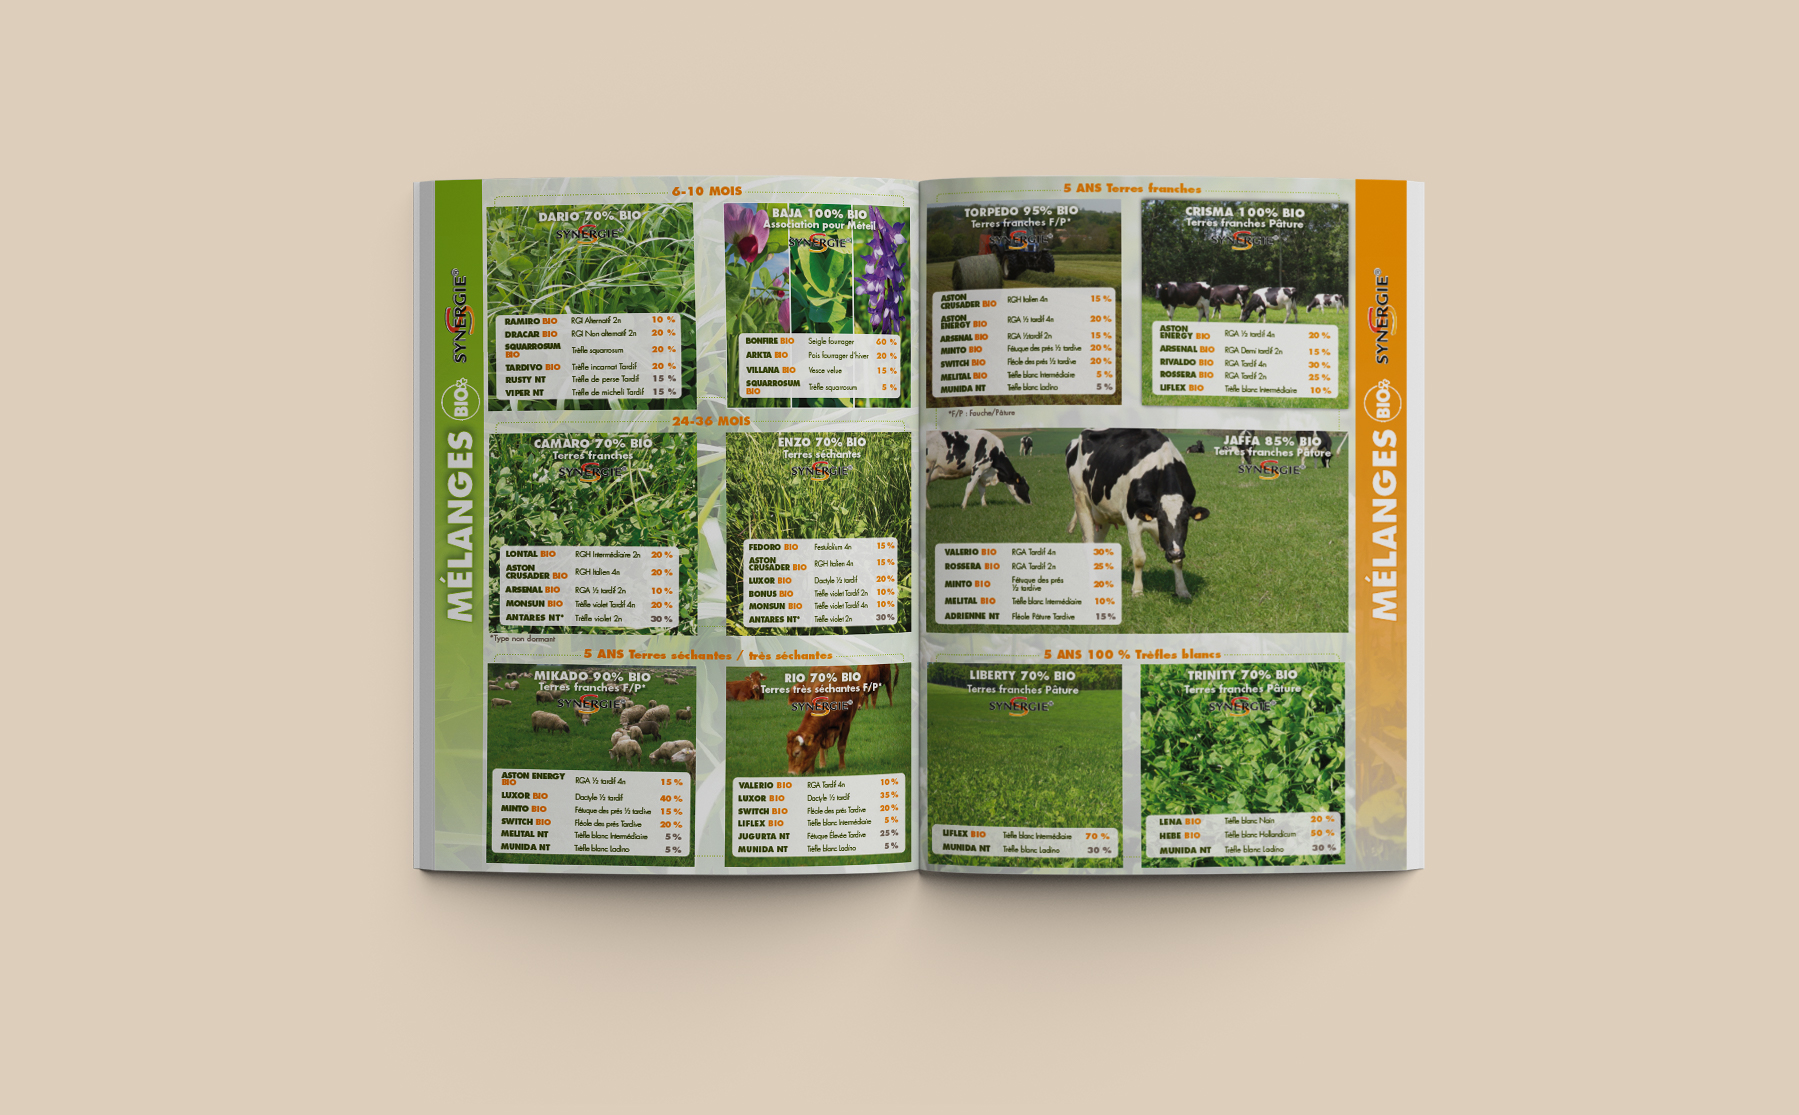 MÉLANGES BIO SYNERGIE®
6-10 MOIS
DARIO 70% BIO
SYNERGIE®
RAMIRO BIO RGI Alternatif 2n 10 %
DRACAR BIO RGI Non alternatif 2n 20 %
SQUARROSUM
BIO Trèfle squarrosum 20 %
TARDIVO BIO Trèfle incarnat Tardif 20 %
RUSTY NT Trèfle de perse Tardif 15 %
VIPER NT Trèfle de micheli Tardif 15 %
BAJA 100% BIO
Association pour Méteil
SYNERGIE®
BONFIRE BIO Seigle fourrager 60 %
ARKTA BIO Pois fourrager d'hiver 20 %
VILLANA BIO Vesce velue 15 %
SQUARROSUM
BIO Trèfle squarrosum 5 %
24-36 MOIS
CAMARO 70% BIO
Terres franches
SYNERGIE®
LONTAL BIO RGH Intermédiaire 2n 20 %
ASTON
CRUSADER BIO RGH Italien 4n 20 %
ARSENAL BIO RGA ½ tardif 2n 10 %
MONSUN BIO Trèfle violet Tardif 4n 20 %
ANTARES NT* Trèfle violet 2n 30 %
*Type non dormant
ENZO 70% BIO
Terres séchantes
SYNERGIE®
FEDORO BIO Festulolium 4n 15 %
ASTON
CRUSADER BIO RGH Italien 4n 15 %
LUXOR BIO Dactyle ½ tardif 20 %
BONUS BIO Trèfle violet Tardif 2n 10 %
MONSUN BIO Trèfle violet Tardif 4n 10 %
ANTARES NT* Trèfle violet 2n 30 %
5 ANS Terres séchantes / très séchantes
MIKADO 90% BIO
Terres franches F/P*
SYNERGIE®
ASTON ENERGY
BIO RGA ½ tardif 4n 15 %
LUXOR BIO Dactyle ½ tardif 40 %
MINTO BIO Fétuque des prés ½ tardive 15 %
SWITCH BIO Fléole des prés Tardive 20 %
MELITAL NT Trèfle blanc Intermédiaire 5 %
MUNIDA NT Trèfle blanc Ladino 5 %
RIO 70% BIO
Terres très séchantes F/P*
SYNERGIE®
VALERIO BIO RGA Tardif 4n 10 %
LUXOR BIO Dactyle ½ tardif 35 %
SWITCH BIO Fléole des prés Tardive 20 %
LIFLEX BIO Trèfle blanc Intermédiaire 5 %
JUGURTA NT Fétuque Élevée Tardive 25 %
MUNIDA NT Trèfle blanc Ladino 5 %
5 ANS Terres franches
TORPEDO 95% BIO
Terres franches F/P*
SYNERGIE®
ASTON
CRUSADER BIO RGH Italien 4n 15 %
ASTON
ENERGY BIO RGA ½ tardif 4n 20 %
ARSENAL BIO RGA ½tardif 2n 15 %
MINTO BIO Fétuque des prés ½ tardive 20 %
SWITCH BIO Fléole des prés ½ tardive 20 %
MELITAL BIO Trèfle blanc Intermédiaire 5 %
MUNIDA NT Trèfle blanc Ladino 5 %
*F/P : Fauche/Pâture
CRISMA 100% BIO
Terres franches Pâture
SYNERGIE®
ASTON
ENERGY BIO RGA ½ tardif 4n 20 %
ARSENAL BIO RGA Demi tardif 2n 15 %
RIVALDO BIO RGA Tardif 4n 30 %
ROSSERA BIO RGA Tardif 2n 25 %
LIFLEX BIO Trèfle blanc Intermédiaire 10 %
JAFFA 85% BIO
Terres franches Pâture
SYNERGIE®
VALERIO BIO RGA Tardif 4n 30%
ROSSERA BIO RGA Tardif 2n 25 %
MINTO BIO Fétuque des prés
½ tardive 20%
MELITAL BIO Trèfle blanc Intermédiaire 10%
ADRIENNE NT Fléole Pâture Tardive 15%
5 ANS 100 % Trèfles blancs
LIBERTY 70% BIO
Terres franches Pâture
SYNERGIE®
LIFLEX BIO Trèfle blanc Intermédiaire 70 %
MUNIDA NT Trèfle blanc Ladino 30 %
TRINITY 70% BIO
Terres franches Pâture
SYNERGIE®
LENA BIO Trèfle blanc Nain 20 %
HEBE BIO Trèfle blanc Hollandicum 50 %
MUNIDA NT Trèfle blanc Ladino 30 %
MÉLANGES BIO SYNERGIE®